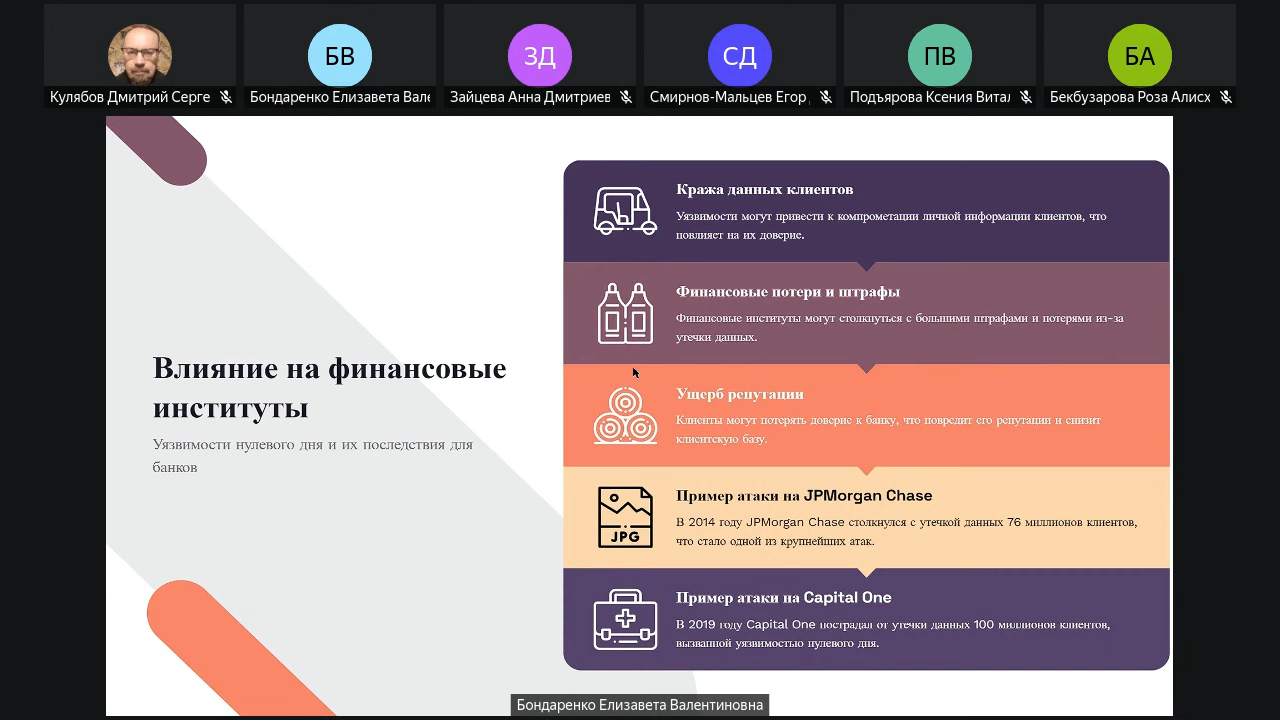 БВ
ЗД
СД
ПВ
БА
Кулябов Дмитрий Серге
Бондаренко Елизавета Вале
Зайцева Анна Дмитриев
Смирнов-Мальцев Егор
Подъярова Ксения Витал
Бекбузарова Роза Алисх
Влияние на финансовые
институты
Уязвимости нулевого дня и их последствия для
банков
Кража данных клиентов
Уязвимости могут привести к компрометации личной информации клиентов, что
повлияет на их доверие.
Финансовые потери и штрафы
Финансовые институты могут столкнуться с большими штрафами и потерями из-за
утечки данных.
Ущерб репутации
Клиенты могут потерять доверие к банку, что повредит его репутации и снизит
клиентскую базу.
JPG
Пример атаки на JPMorgan Chase
В 2014 году JPMorgan Chase столкнулся с утечкой данных 76 миллионов клиентов,
что стало одной из крупнейших атак.
Пример атаки на Capital One
В 2019 году Capital One пострадал от утечки данных 100 миллионов клиентов,
вызванной уязвимостью нулевого дня.
Бондаренко Елизавета Валентиновна